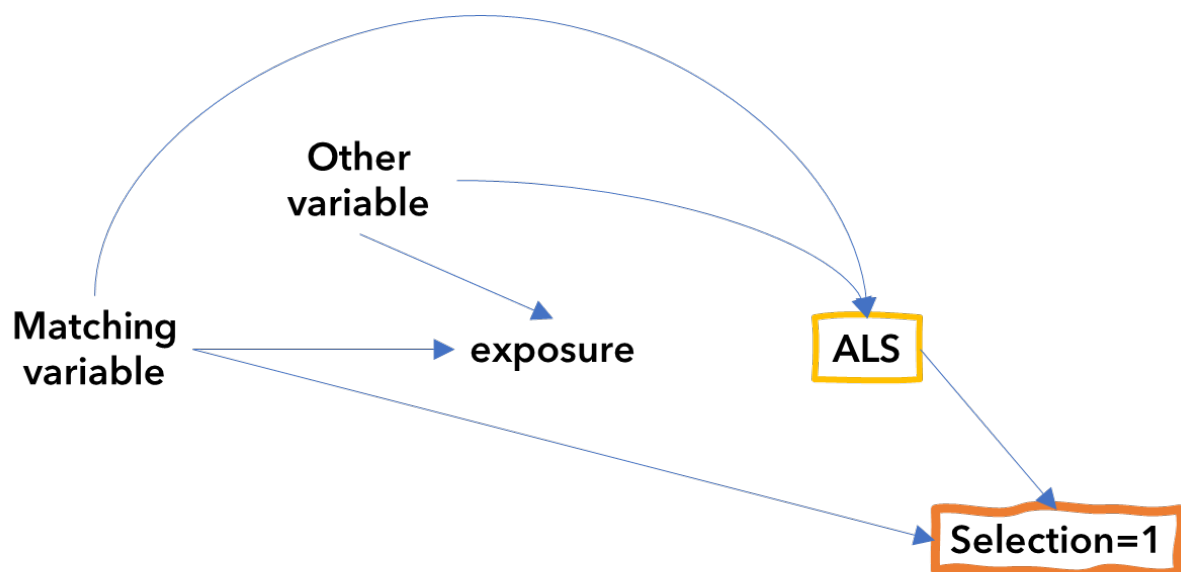 Other
variable
Matching
variable
exposure
ALS
Selection=1